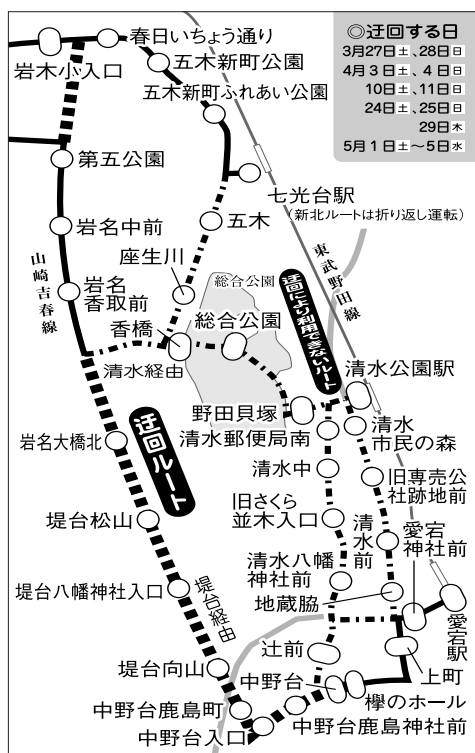 ◎迂回する日
3月27日土、28日日
4月3日土、4日日
10日土、11日日
24日土、25日日
29日木
5月1日土〜5日水
春日いちょう通り
岩木小入口
五木新町公園
五木新町ふれあい公園
第五公園
七光台駅
(新北ルートは折り返し運転)
岩名中前
五木
山崎吉春線
座生川
東武野田線
岩名
香取前
総合公園
迂回により利用できないルート
香橋
総合公園
清水経由
清水公園駅
野田貝塚
清水郵便局南
清水
市民の森
迂回ルート
岩名大橋北
清水中
旧専売公
社跡地前
堤台松山
旧さくら
並木入口
清水前
愛宕
神社前
清水八幡
神社前
堤台八幡神社入口
堤台経由
地蔵脇
愛宕駅
辻前
堤台向山
上町
中野台
欅のホール
中野台鹿島町
中野台鹿島神社前
中野台入口